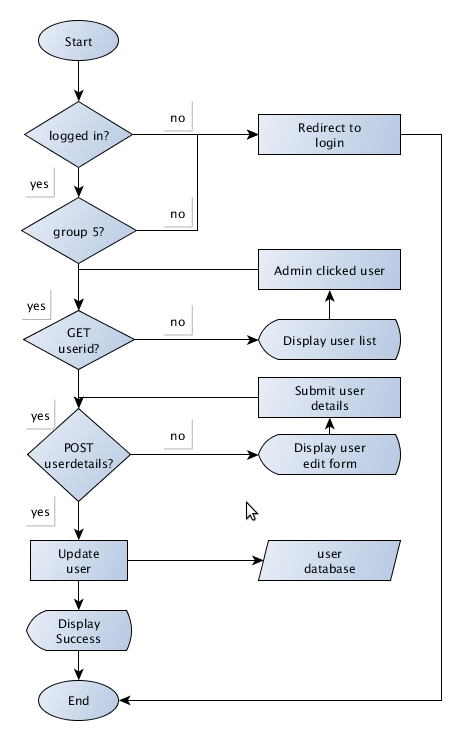 Start
logged in?
no
Redirect to
login
yes
group 5?
no
Admin clicked user
yes
GET
userid?
no
Display user list
Submit user
details
yes
POST
userdetails?
no
Display user
edit form
yes
Update
user
user
database
Display
Success
End